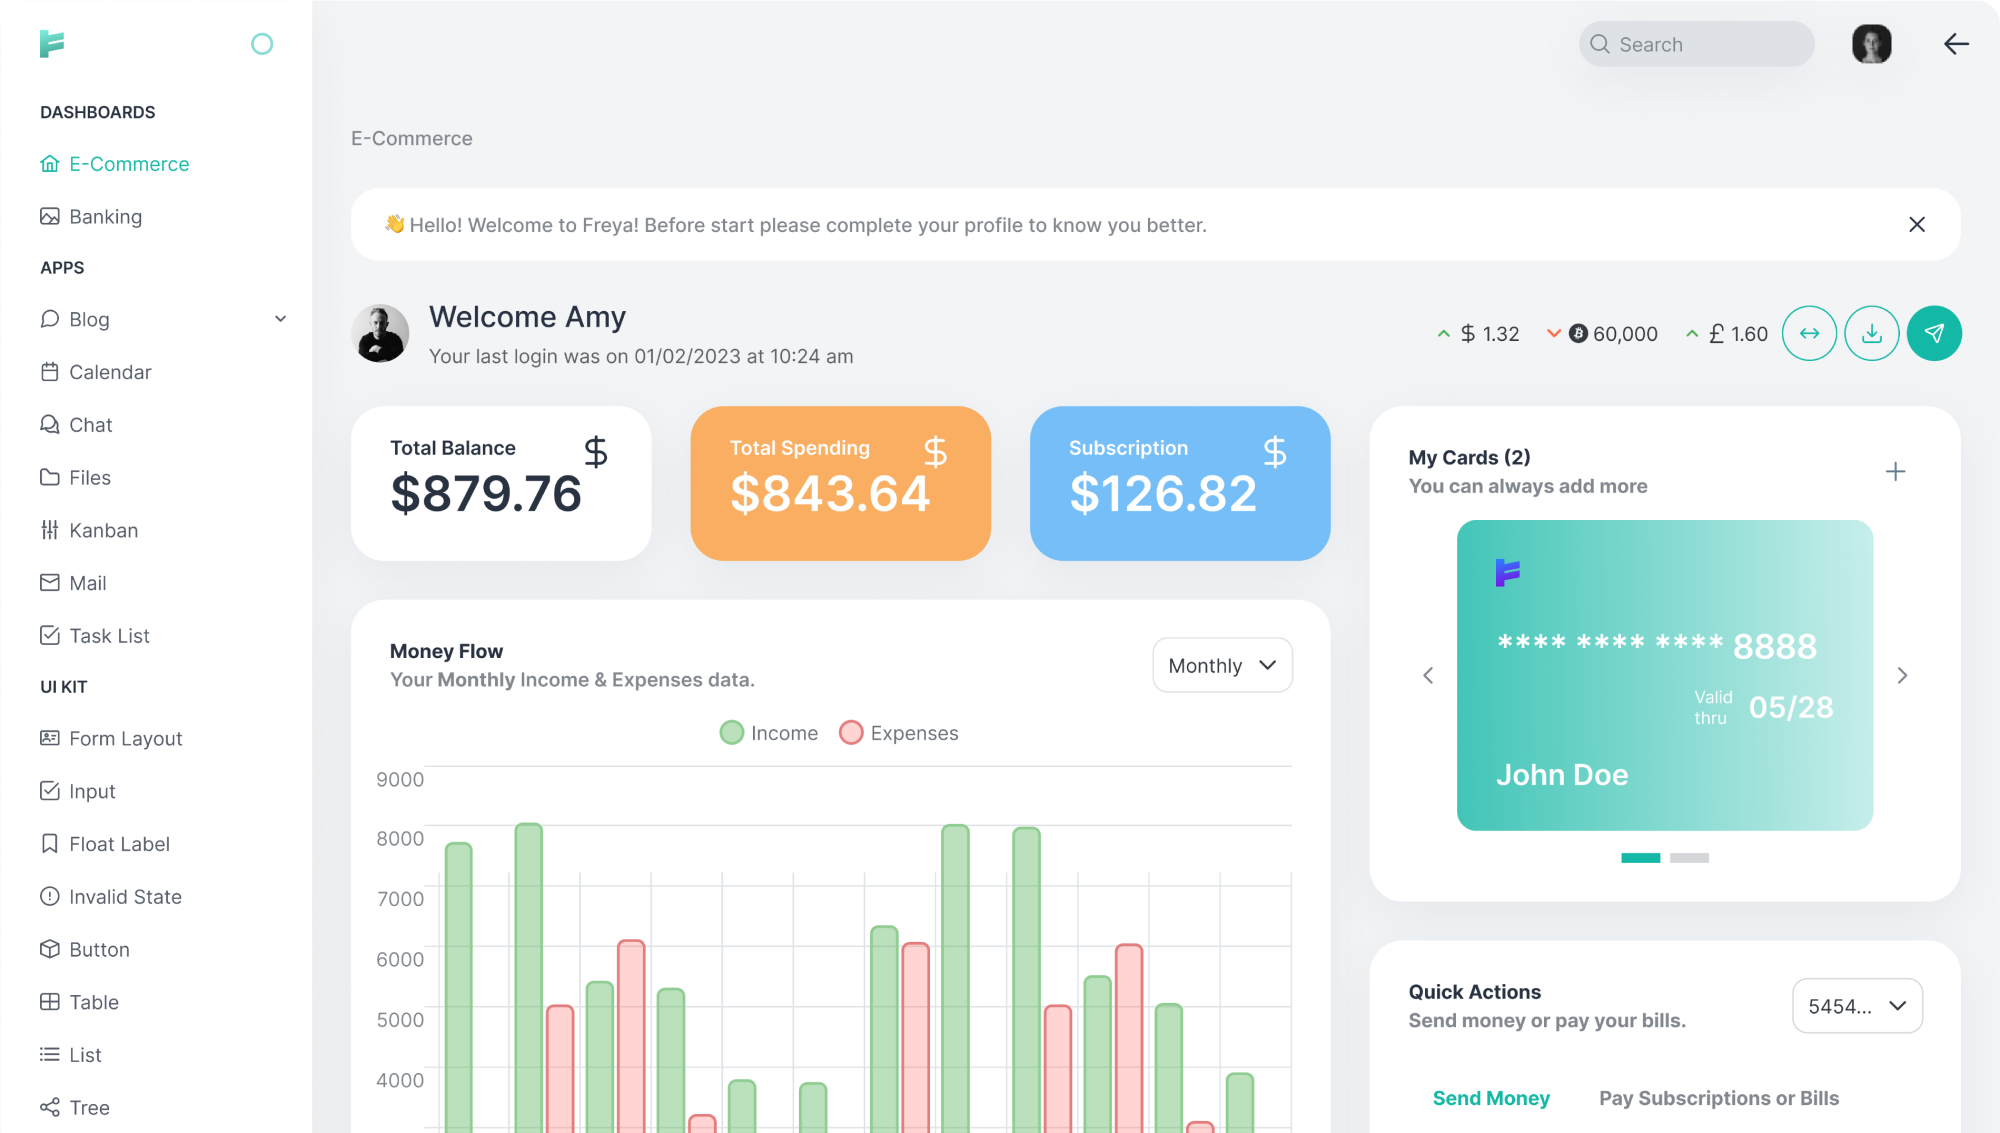 Search
DASHBOARDS
E-Commerce
Banking
APPS
Blog
Calendar
Chat
Files
Kanban
Mail
Task List
UI KIT
Form Layout
Input
Float Label
Invalid State
Button
Table
List
Tree
E-Commerce
👋 Hello! Welcome to Freya! Before start please complete your profile to know you better.
Welcome Amy
Your last login was on 01/02/2023 at 10:24 am
$ 1.32
60,000
£ 1.60
Total Balance
$
$879.76
Total Spending
$
$843.64
Subscription
$
$126.82
Money Flow
Your Monthly Income & Expenses data.
Monthly
Income
Expenses
9000
8000
7000
6000
5000
4000
My Cards (2)
You can always add more
**** **** **** 8888
Valid thru 05/28
John Doe
Quick Actions
Send money or pay your bills.
5454...
Send Money
Pay Subscriptions or Bills